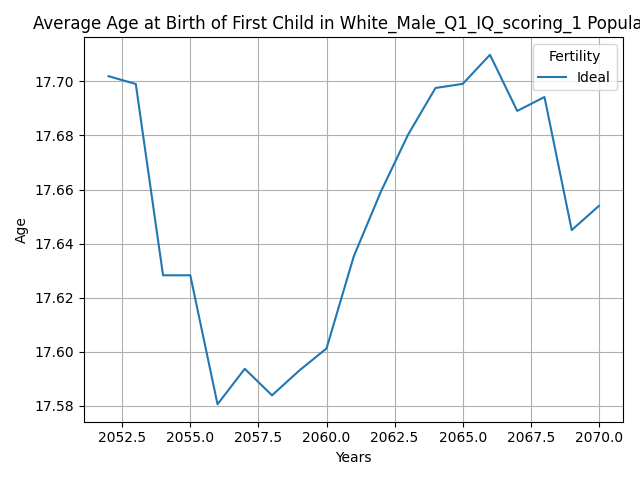 Average Age at Birth of First Child in White_Male_Q1_IQ_scoring_1 Popula
Fertility
Ideal
17.70
17.68
17.66
17.64
17.62
17.60
17.58
Age
2052.5 2055.0 2057.5 2060.0 2062.5 2065.0 2067.5 2070.0
Years